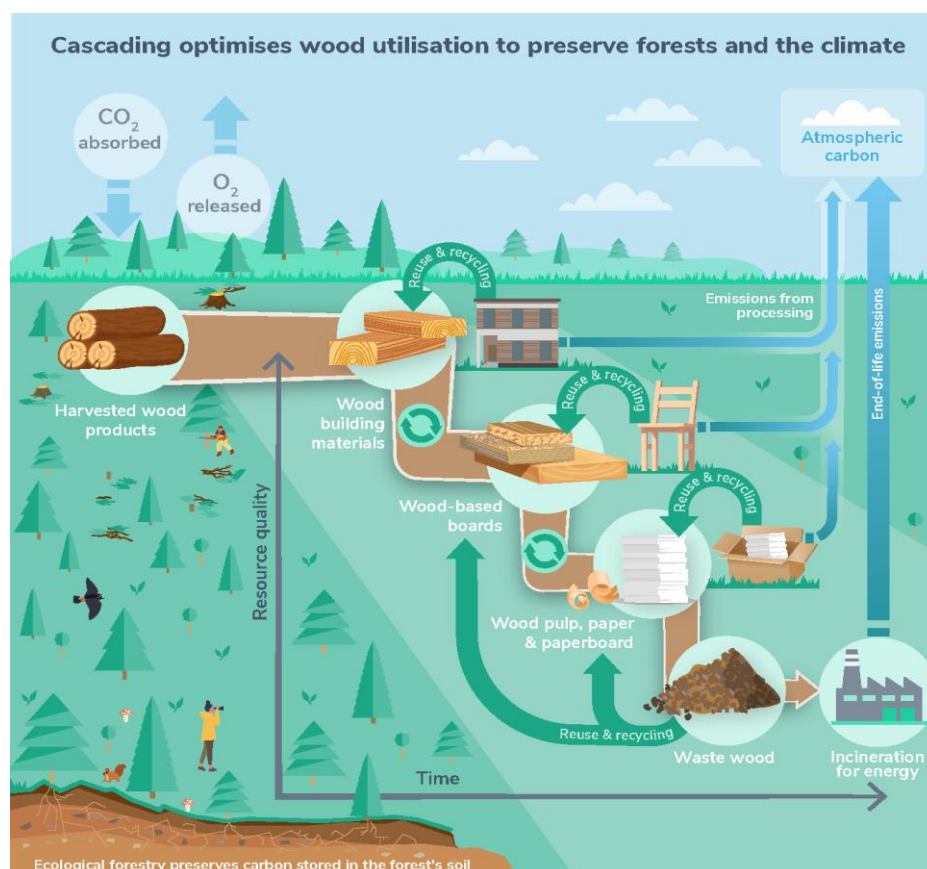 Cascading optimises wood utilisation to preserve forests and the climate
CO₂
absorbed
O₂
released
Atmospheric
carbon
Reuse & recycling
Emissions from
processing
Harvested wood
products
Wood
building
materials
Reuse & recycling
End-of-life emissions
Resource quality
Wood-based
boards
Reuse & recycling
Wood pulp, paper
& paperboard
Reuse & recycling
Waste wood
Incineration
for energy
Time
Ecological forestry preserves carbon stored in the forest's soil